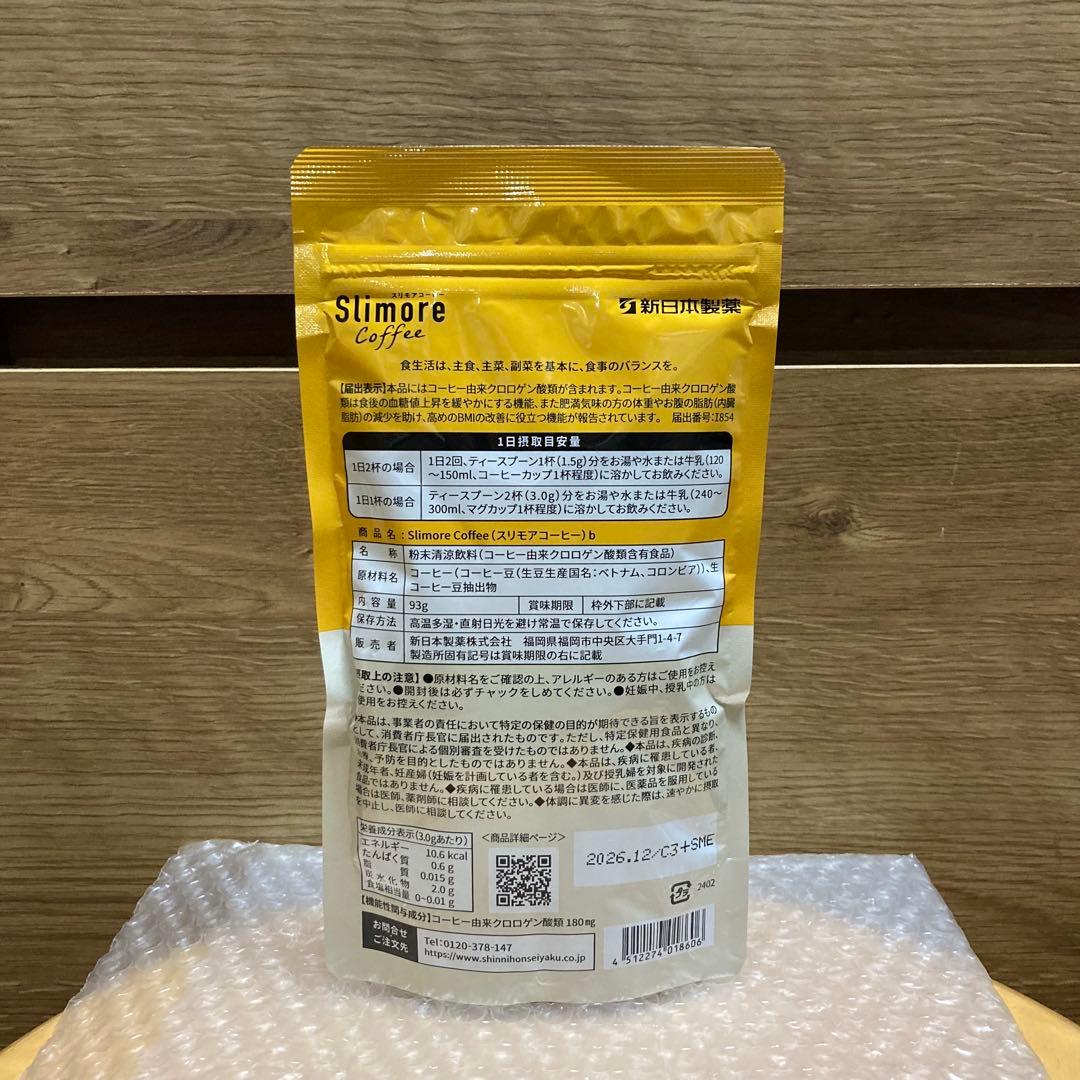 スリモアコーヒー
Slimore
Coffee
新日本製薬
食生活は、主食、主菜、副菜を基本に、食事のバランスを。
【届出表示】本品にはコーヒー由来クロロゲン酸類が含まれます。コーヒー由来クロロゲン酸
類は食後の血糖値上昇を緩やかにする機能、また肥満気味の方の体重やお腹の脂肪(内臓
脂肪)の減少を助け、高めのBMIの改善に役立つ機能が報告されています。 届出番号:I854
1日摂取目安量
1日2杯の場合 1日2回、ティースプーン1杯(1.5g)分をお湯や水または牛乳(120
~150ml、コーヒーカップ1杯程度)に溶かしてお飲みください。
1日1杯の場合 ティースプーン2杯(3.0g)分をお湯や水または牛乳(240~
300ml、マグカップ1杯程度)に溶かしてお飲みください。
商品名:Slimore Coffee(スリモアコーヒー)b
名称 粉末清涼飲料(コーヒー由来クロロゲン酸類含有食品)
原材料名 コーヒー(コーヒー豆(生豆生産国名:ベトナム、コロンビア))、生
コーヒー豆抽出物
内容量 93g 賞味期限 枠外下部に記載
保存方法 高温多湿・直射日光を避け常温で保存してください。
販売者 新日本製薬株式会社 福岡県福岡市中央区大手門1-4-7
製造所固有記号は賞味期限の右に記載
取上の注意】●原材料名をご確認の上、アレルギーのある方はご使用をお控え
ださい。●開封後は必ずチャックをしめてください。●妊娠中、授乳中の方は
使用をお控えください。
◆本品は、事業者の責任において特定の保健の目的が期待できる旨を表示するもの
として、消費者庁長官に届出されたものです。ただし、特定保健用食品と異なり、
消費者庁長官による個別審査を受けたものではありません。◆本品は、疾病の診断、
治療、予防を目的としたものではありません。◆本品は、疾病に罹患している者、
未成年者、妊産婦(妊娠を計画している者を含む。)及び授乳婦を対象に開発された
食品ではありません。◆疾病に罹患している場合は医師に、医薬品を服用している
場合は医師、薬剤師に相談してください。◆体調に異変を感じた際は、速やかに摂取
を中止し、医師に相談してください。
栄養成分表示(3.0gあたり)
エネルギー 10.6 kcal
たんぱく質 0.6 g
脂質 0.015 g
炭水化物 2.0 g
食塩相当量 0~0.01 g
<商品詳細ページ>
2026.12/C3+SME
プラ
2402
【機能性関与成分】コーヒー由来クロロゲン酸類 180mg
お問合せ・
ご注文先
Tel:0120-378-147
https://www.shinnihonseiyaku.co.jp
4 512274 018606